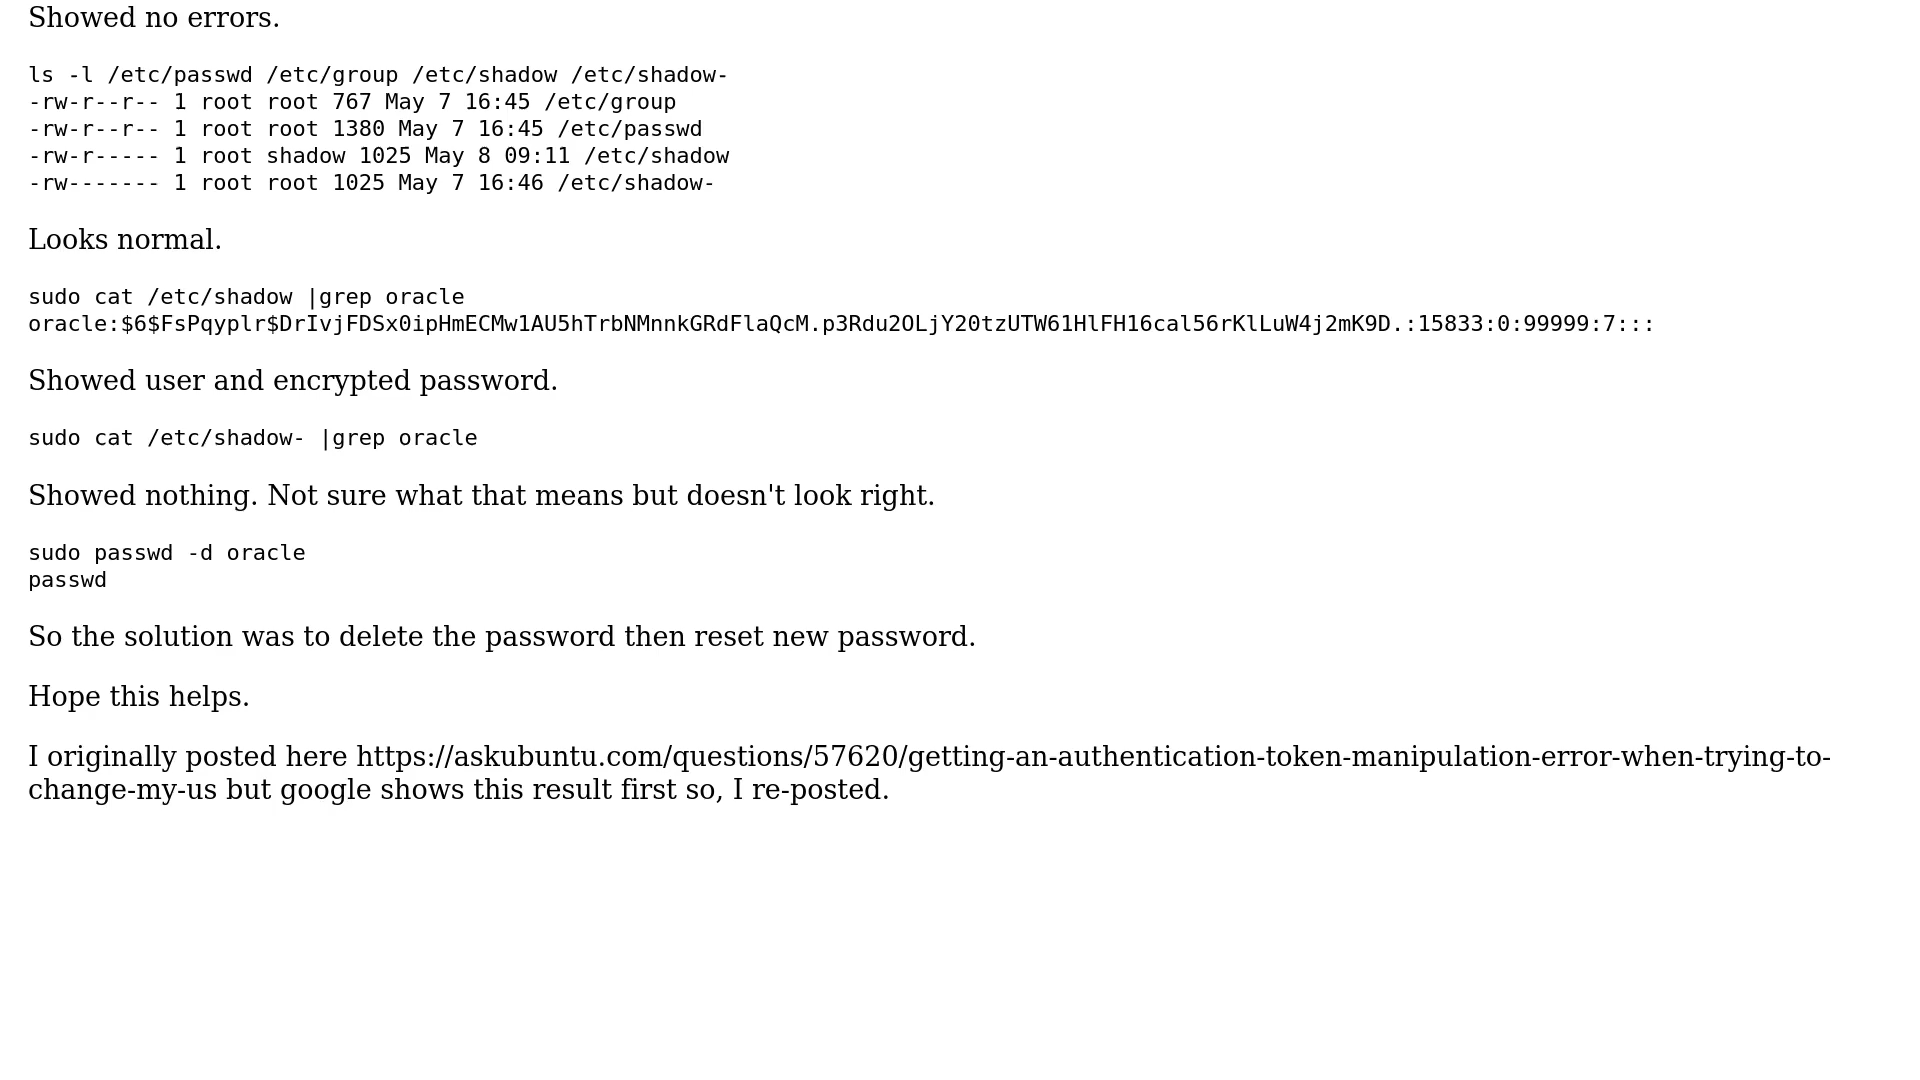 Showed no errors.
ls -l /etc/passwd /etc/group /etc/shadow /etc/shadow-
-rw-r--r-- 1 root root 767 May 7 16:45 /etc/group
-rw-r--r-- 1 root root 1380 May 7 16:45 /etc/passwd
-rw-r----- 1 root shadow 1025 May 8 09:11 /etc/shadow
-rw------- 1 root root 1025 May 7 16:46 /etc/shadow-
Looks normal.
sudo cat /etc/shadow |grep oracle
oracle:$6$FsPqyplr$DrIvjFDSx0ipHmECMw1AU5hTrbNMnnkGRdFlaQcM.p3Rdu2OLjY20tzUTW61HlFH16cal56rKlLuW4j2mK9D.:15833:0:99999:7:::
Showed user and encrypted password.
sudo cat /etc/shadow- |grep oracle
Showed nothing. Not sure what that means but doesn't look right.
sudo passwd -d oracle
passwd
So the solution was to delete the password then reset new password.
Hope this helps.
I originally posted here https://askubuntu.com/questions/57620/getting-an-authentication-token-manipulation-error-when-trying-to-
change-my-us but google shows this result first so, I re-posted.